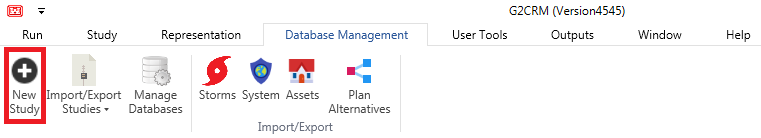 G2CRM (Version4545)
Run Study Representation Database Management User Tools Outputs Window Help
New Study
Import/Export Studies
Manage Databases
Storms
System
Assets
Plan Alternatives
Import/Export